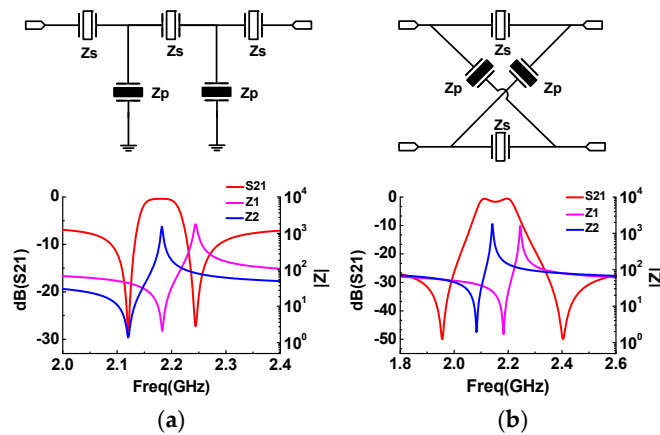 Zs Zs Zs
Zp Zp
Zs
Zp Zp
Zs
0
-10
-20
-30
dB(S21)
S21
Z1
Z2
10⁴
10³
10²
10¹
10⁰
|Z|
2.0 2.1 2.2 2.3 2.4
Freq(GHz)
(a)
0
-10
-20
-30
-40
-50
dB(S21)
S21
Z1
Z2
10⁴
10³
10²
10¹
10⁰
|Z|
1.8 2.0 2.2 2.4 2.6
Freq(GHz)
(b)